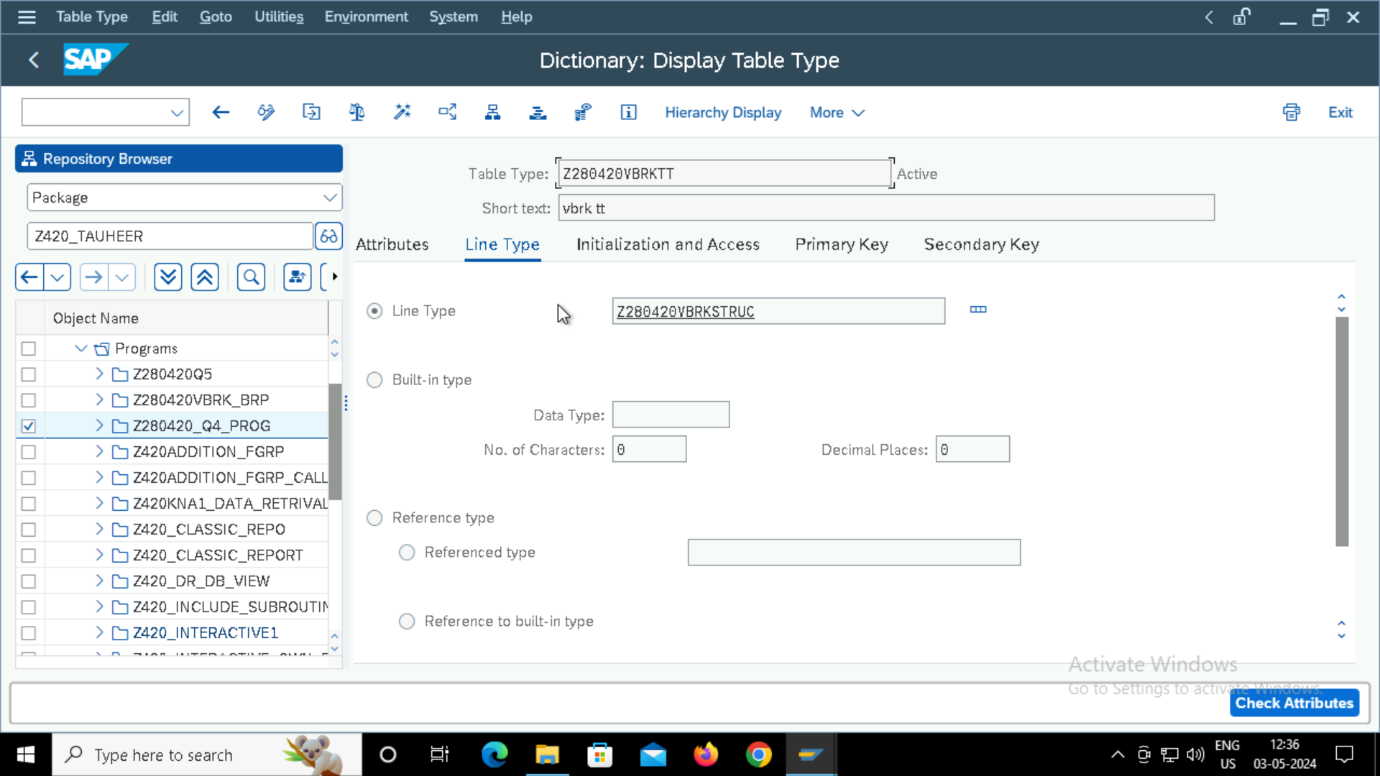 Table Type Edit Goto Utilities Environment System Help
SAP Dictionary: Display Table Type
Hierarchy Display More Exit
Repository Browser
Package
Z420_TAUHEER
Object Name
Programs
Z280420Q5
Z280420VBRK_BRP
Z280420_Q4_PROG
Z420ADDITION_FGRP
Z420ADDITION_FGRP_CALL
Z420KNA1_DATA_RETRIVAL
Z420_CLASSIC_REPO
Z420_CLASSIC_REPORT
Z420_DR_DB_VIEW
Z420_INCLUDE_SUBROUTIN
Z420_INTERACTIVE1
Table Type: Z280420VBRKTT Active
Short text: vbrk tt
Attributes Line Type Initialization and Access Primary Key Secondary Key
Line Type Z280420VBRKSTRUC
Built-in type
Data Type:
No. of Characters: 0 Decimal Places: 0
Reference type
Referenced type
Reference to built-in type
Activate Windows
Go to Settings to activate Windows.
Check Attributes
Type here to search
ENG
US
12:36
03-05-2024